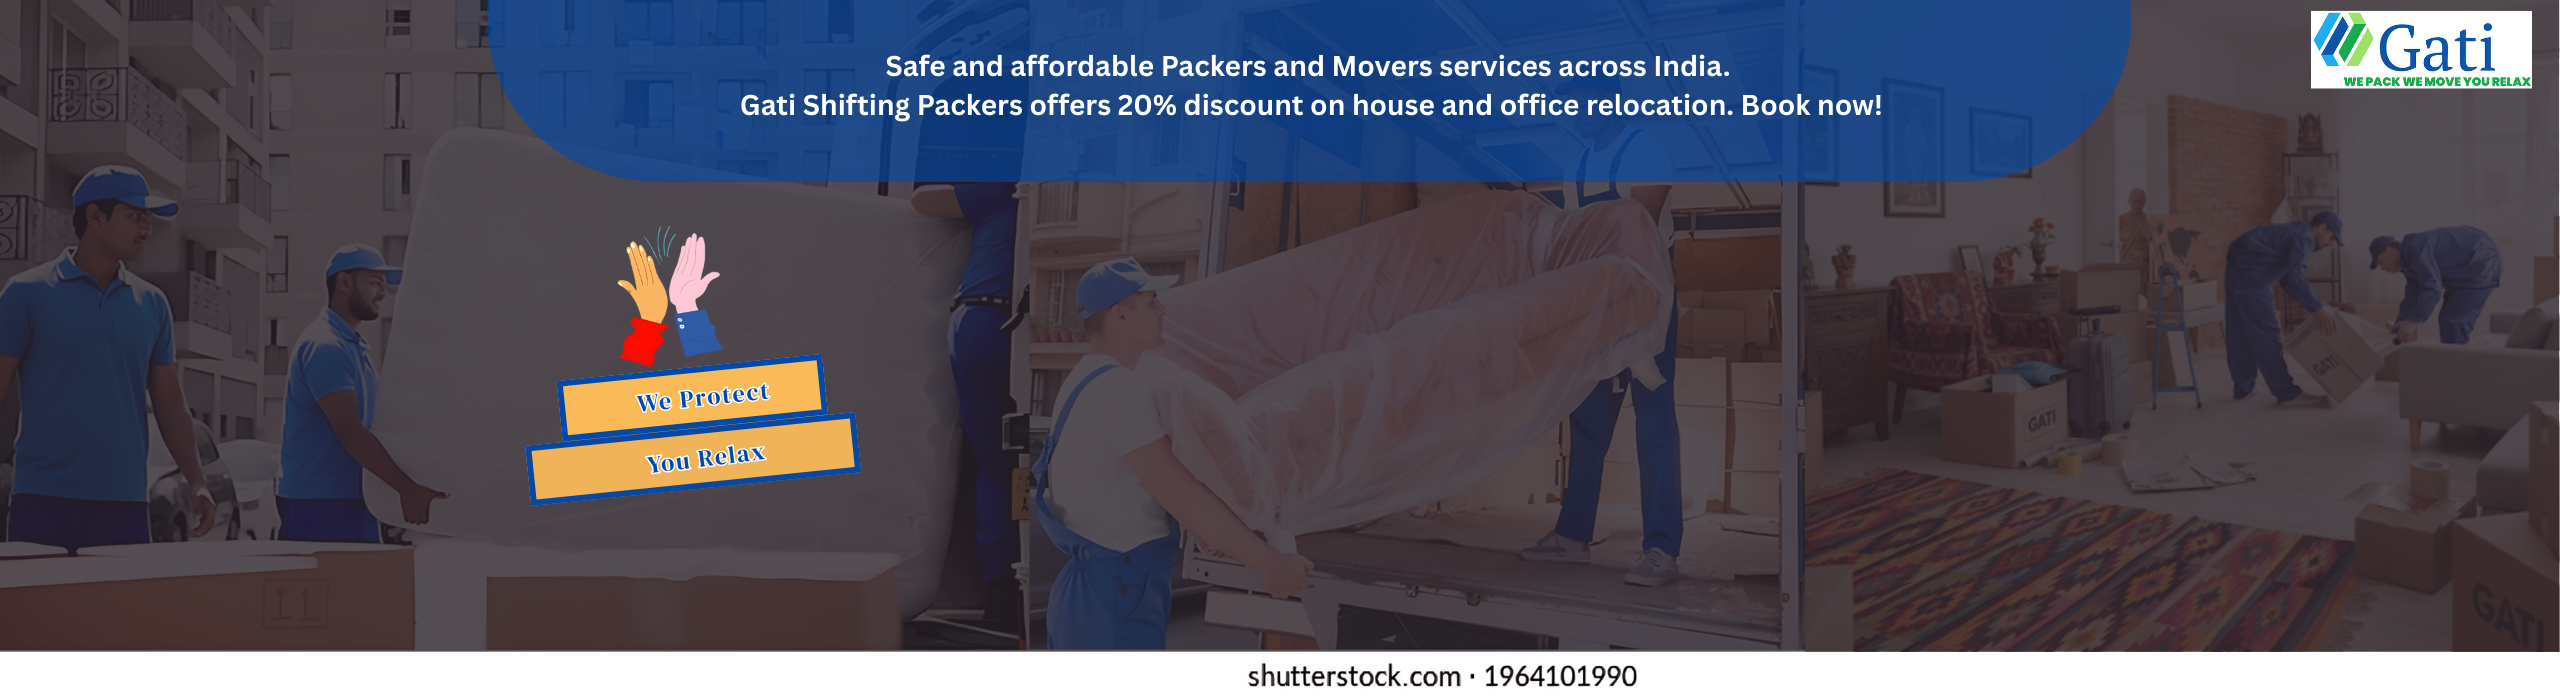 Safe and affordable Packers and Movers services across India.
Gati Shifting Packers offers 20% discount on house and office relocation. Book now!
Gati
WE PACK WE MOVE YOU RELAX
We Protect
You Relax
GATI
GATI
GATI
shutterstock.com · 1964101990